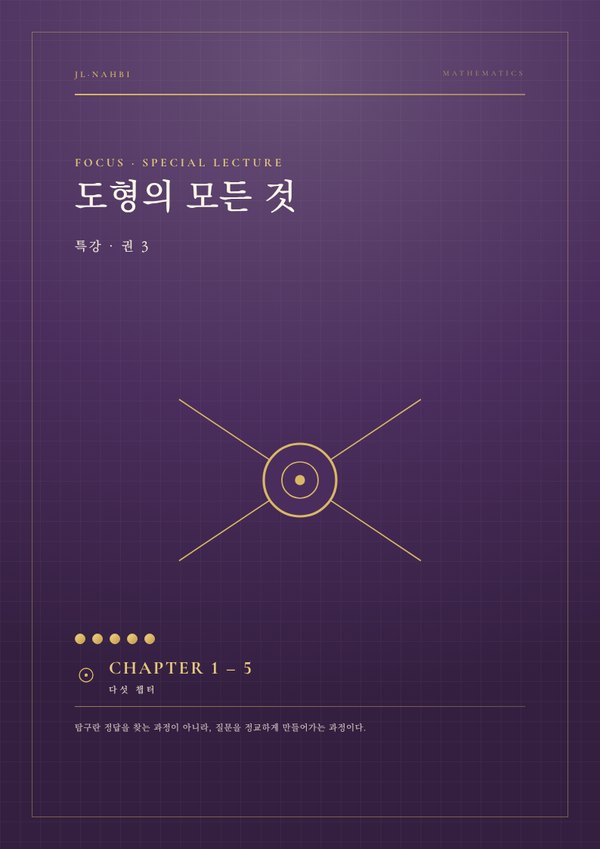 JL·NAHBI
MATHEMATICS
FOCUS · SPECIAL LECTURE
도형의 모든 것
특강 · 권 3
CHAPTER 1 – 5
다섯 챕터
탐구란 정답을 찾는 과정이 아니라, 질문을 정교하게 만들어가는 과정이다.